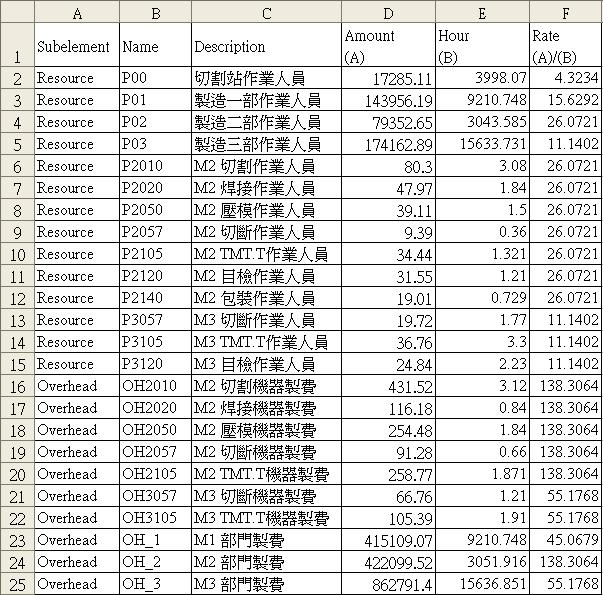 A B C D E F
1 Subelement Name Description Amount (A) Hour (B) Rate (A)/(B)
2 Resource P00 切割站作業人員 17285.11 3998.07 4.3234
3 Resource P01 製造一部作業人員 143956.19 9210.748 15.6292
4 Resource P02 製造二部作業人員 79352.65 3043.585 26.0721
5 Resource P03 製造三部作業人員 174162.89 15633.731 11.1402
6 Resource P2010 M2 切割作業人員 80.3 3.08 26.0721
7 Resource P2020 M2 焊接作業人員 47.97 1.84 26.0721
8 Resource P2050 M2 壓模作業人員 39.11 1.5 26.0721
9 Resource P2057 M2 切斷作業人員 9.39 0.36 26.0721
10 Resource P2105 M2 TMT.T作業人員 34.44 1.321 26.0721
11 Resource P2120 M2 目檢作業人員 31.55 1.21 26.0721
12 Resource P2140 M2 包裝作業人員 19.01 0.729 26.0721
13 Resource P3057 M3 切斷作業人員 19.72 1.77 11.1402
14 Resource P3105 M3 TMT.T作業人員 36.76 3.3 11.1402
15 Resource P3120 M3 目檢作業人員 24.84 2.23 11.1402
16 Overhead OH2010 M2 切割機器製費 431.52 3.12 138.3064
17 Overhead OH2020 M2 焊接機器製費 116.18 0.84 138.3064
18 Overhead OH2050 M2 壓模機器製費 254.48 1.84 138.3064
19 Overhead OH2057 M2 切斷機器製費 91.28 0.66 138.3064
20 Overhead OH2105 M2 TMT.T機器製費 258.77 1.871 138.3064
21 Overhead OH3057 M3 切斷機器製費 66.76 1.21 55.1768
22 Overhead OH3105 M3 TMT.T機器製費 105.39 1.91 55.1768
23 Overhead OH_1 M1 部門製費 415109.07 9210.748 45.0679
24 Overhead OH_2 M2 部門製費 422099.52 3051.916 138.3064
25 Overhead OH_3 M3 部門製費 862791.4 15636.851 55.1768